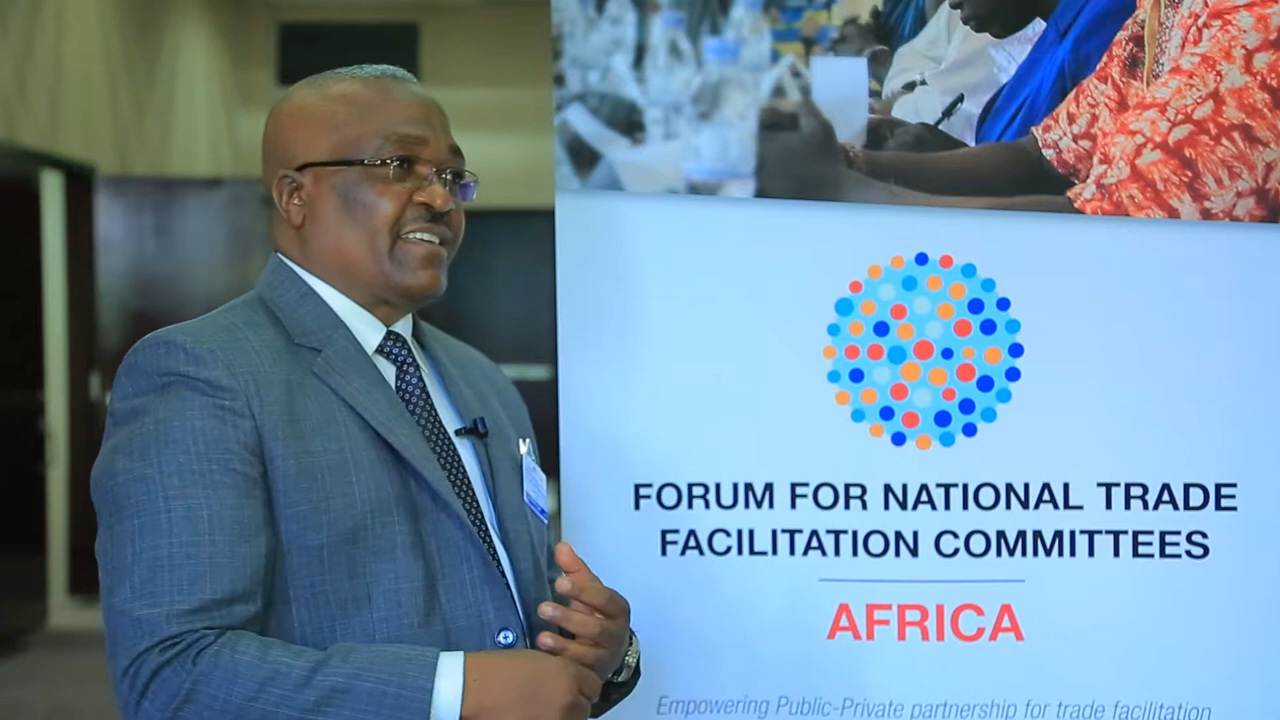 FORUM FOR NATIONAL TRADE
FACILITATION COMMITTEES
AFRICA
Empowering Public-Private partnership for trade facilitation